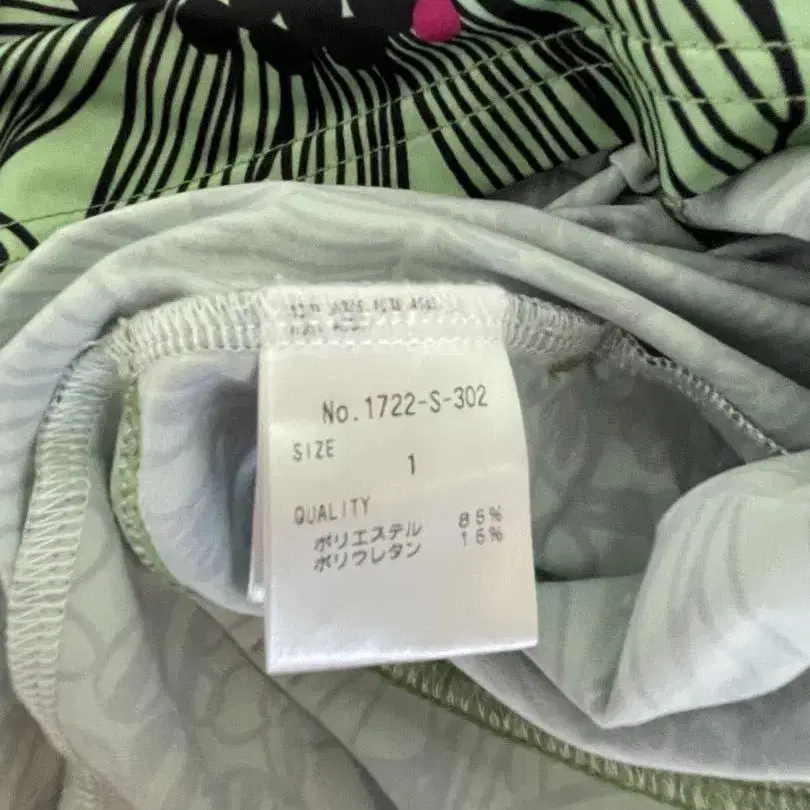 No.1722-S-302
SIZE
1
QUALITY
ポリエステル 85%
ポリウレタン 15%